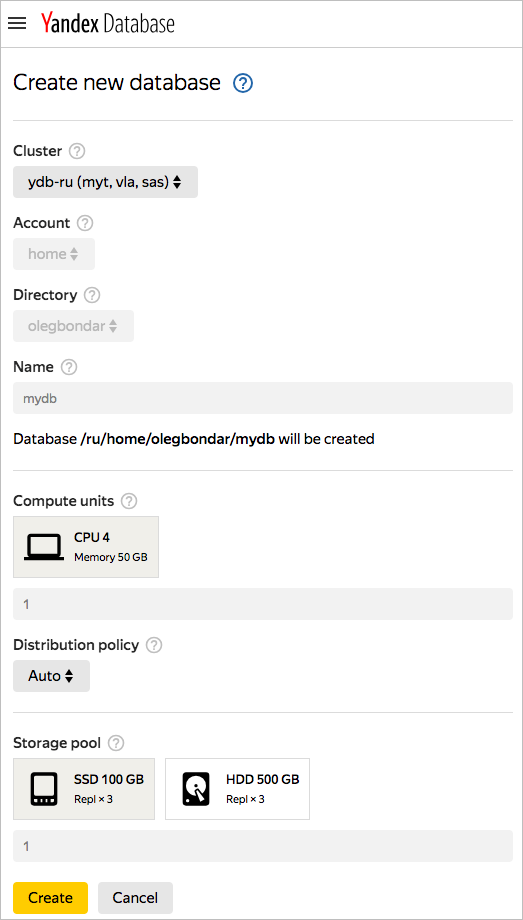 Yandex Database
Create new database ?
Cluster ?
ydb-ru (myt, vla, sas)
Account ?
home
Directory ?
olegbondar
Name ?
mydb
Database /ru/home/olegbondar/mydb will be created
Compute units ?
CPU 4
Memory 50 GB
1
Distribution policy ?
Auto
Storage pool ?
SSD 100 GB
Repl × 3
HDD 500 GB
Repl × 3
1
Create
Cancel